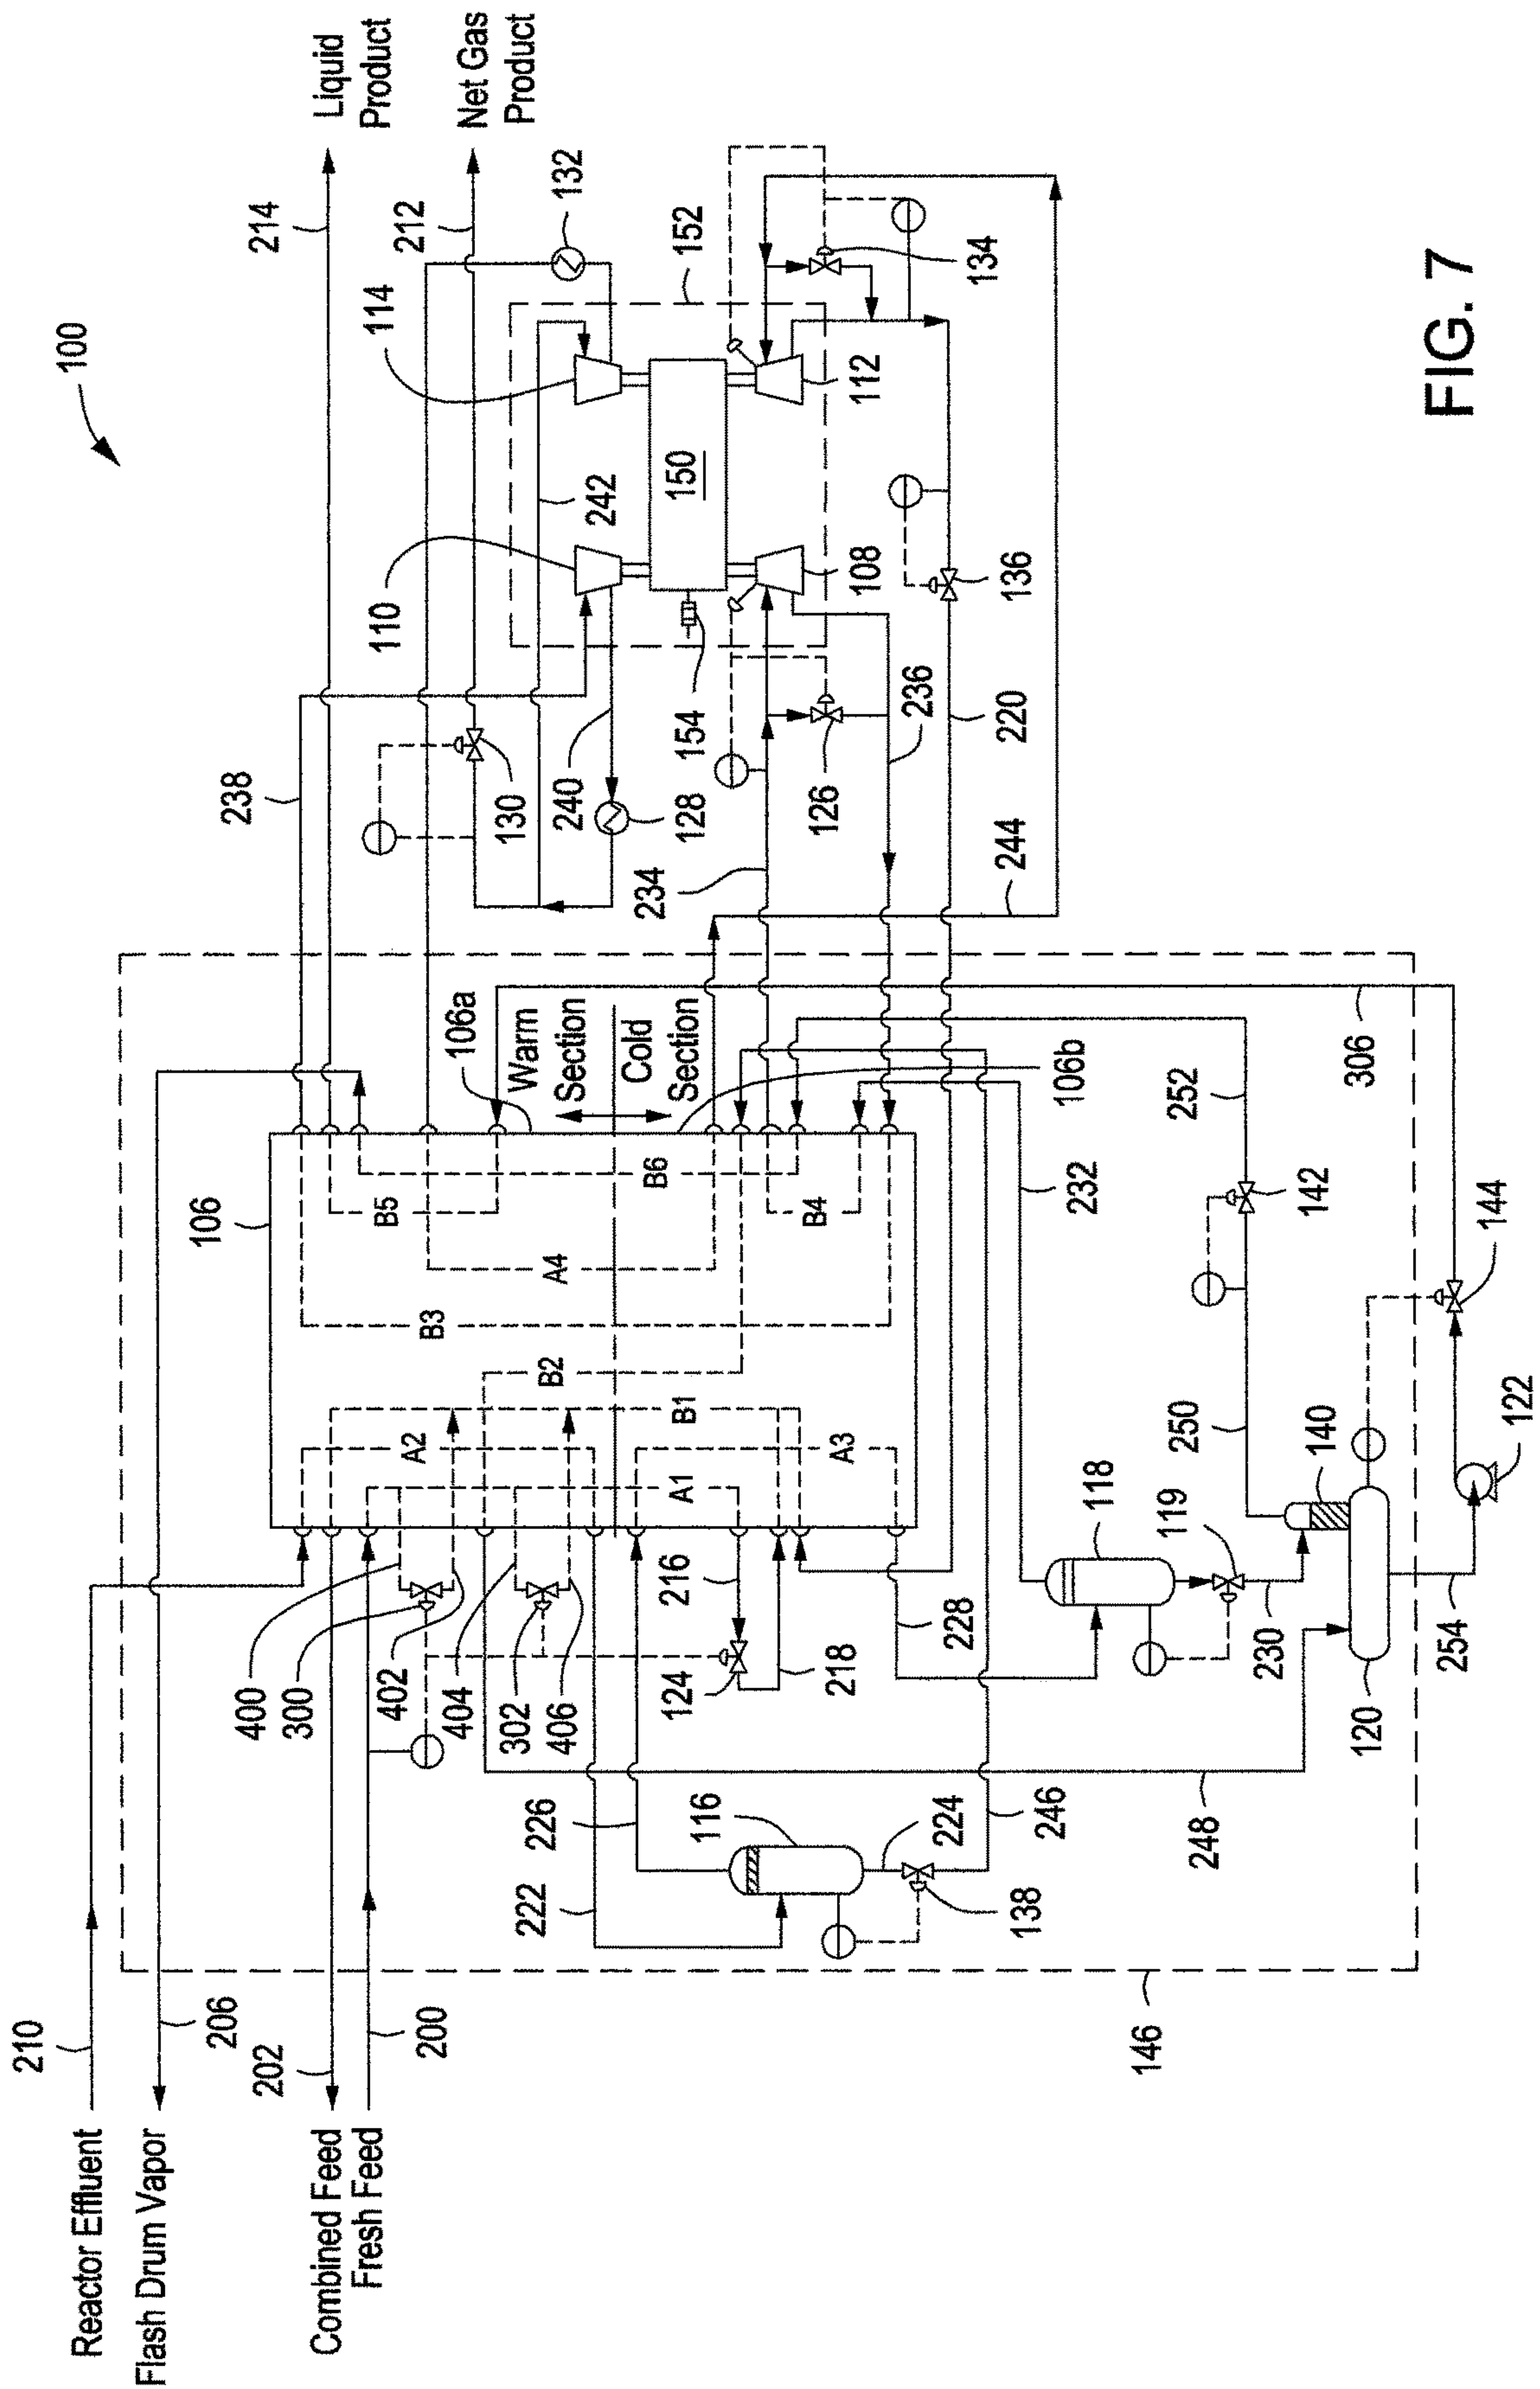 100
210
Reactor Effluent
Flash Drum Vapor
206
106
238
214
Liquid
Product
202
Combined Feed
Fresh Feed
200
400
300
402
404
302
406
A2
B5
B3
110
114
212
Net Gas
Product
106a
Warm
Section
Cold
Section
106b
130
132
222
226
B2
A4
240
242
B6
234
216
A1
B1
124
128
154
150
152
116
B4
218
A3
126
108
112
224
228
236
134
138
246
244
220
136
232
118
119
146
248
230
250
252
142
140
120
254
306
144
122
FIG. 7